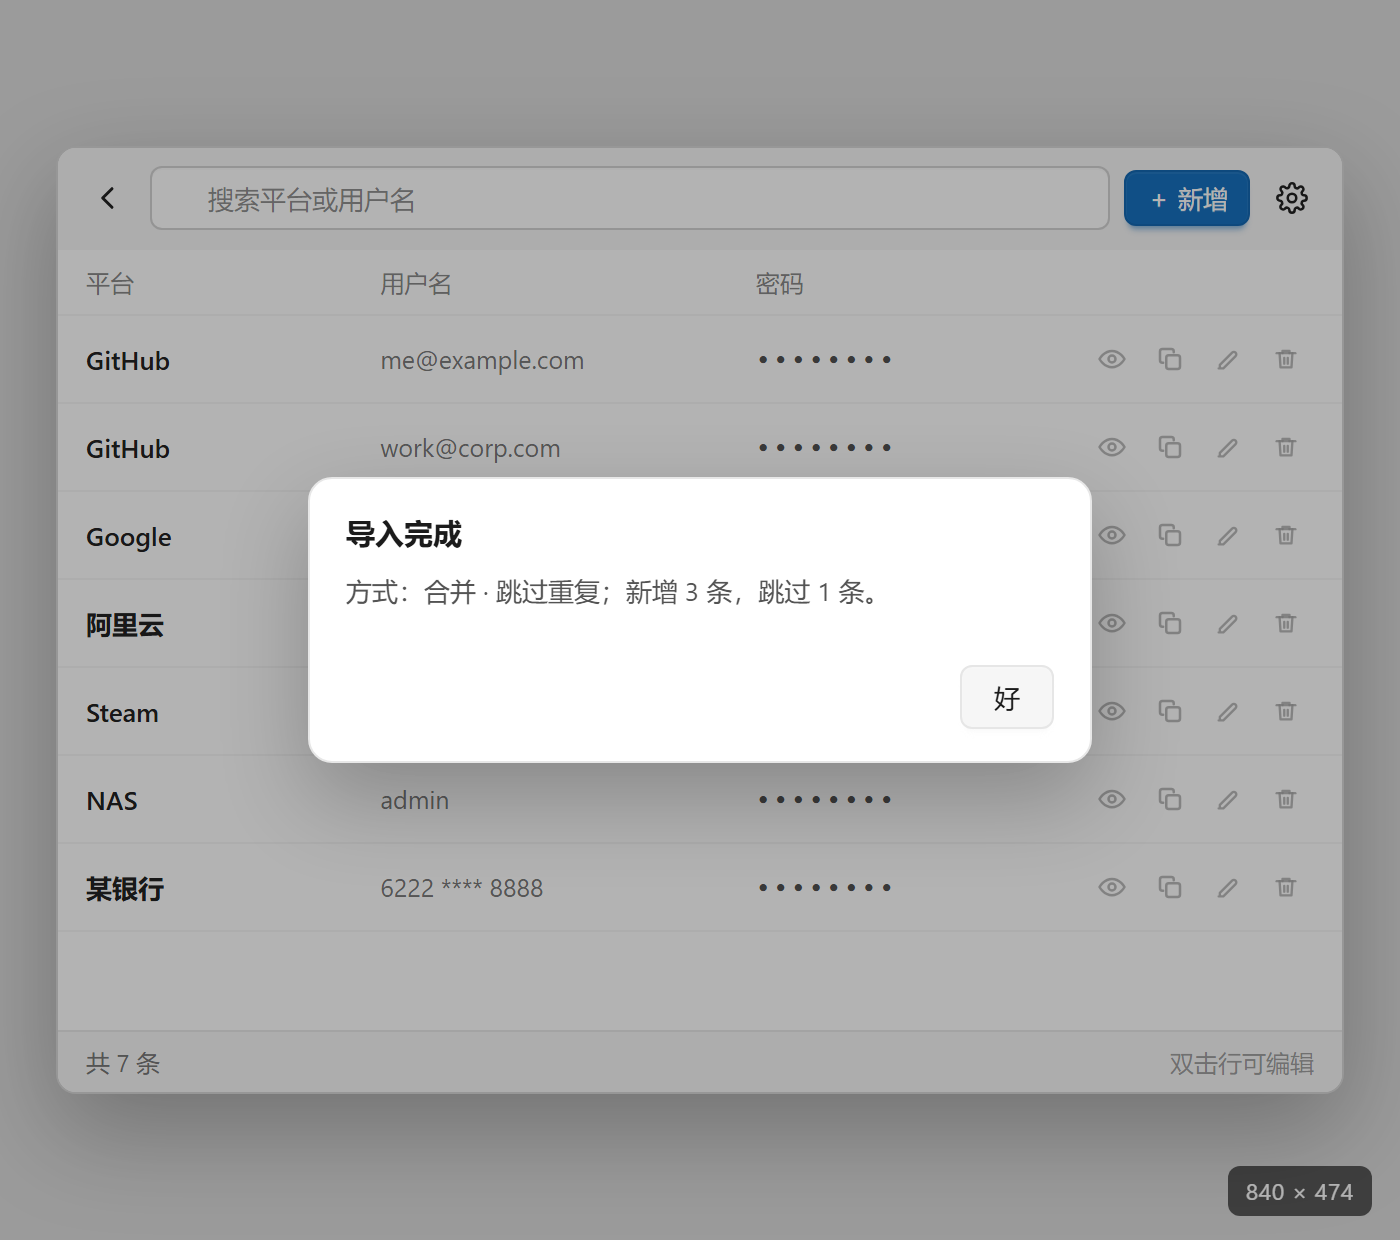 搜索平台或用户名
+ 新增
平台 用户名 密码
GitHub me@example.com ••••••••
GitHub work@corp.com ••••••••
Google
阿里云
Steam
导入完成
方式：合并 · 跳过重复；新增 3 条，跳过 1 条。
好
NAS admin ••••••••
某银行 6222 **** 8888 ••••••••
共 7 条 双击行可编辑
840 × 474